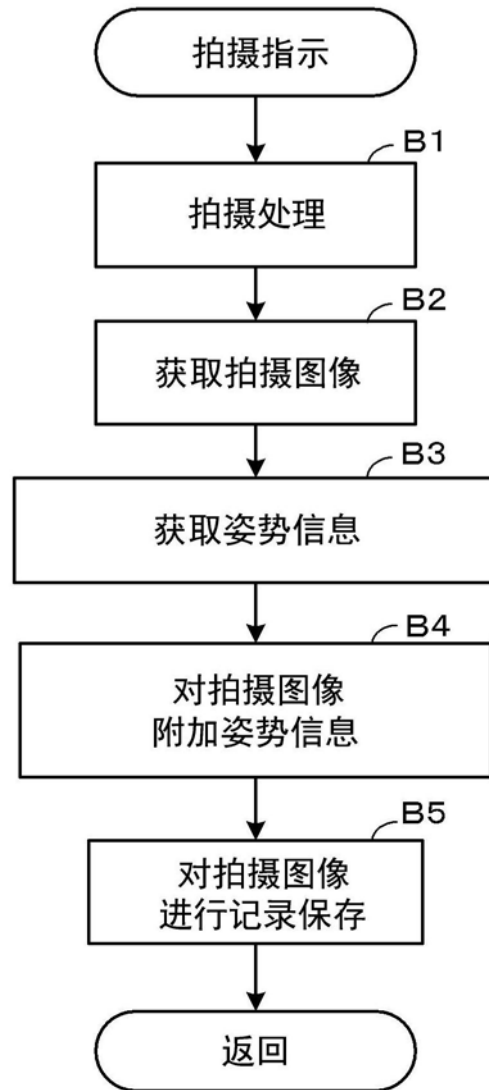 拍摄指示
B1
拍摄处理
B2
获取拍摄图像
B3
获取姿势信息
B4
对拍摄图像
附加姿势信息
B5
对拍摄图像
进行记录保存
返回